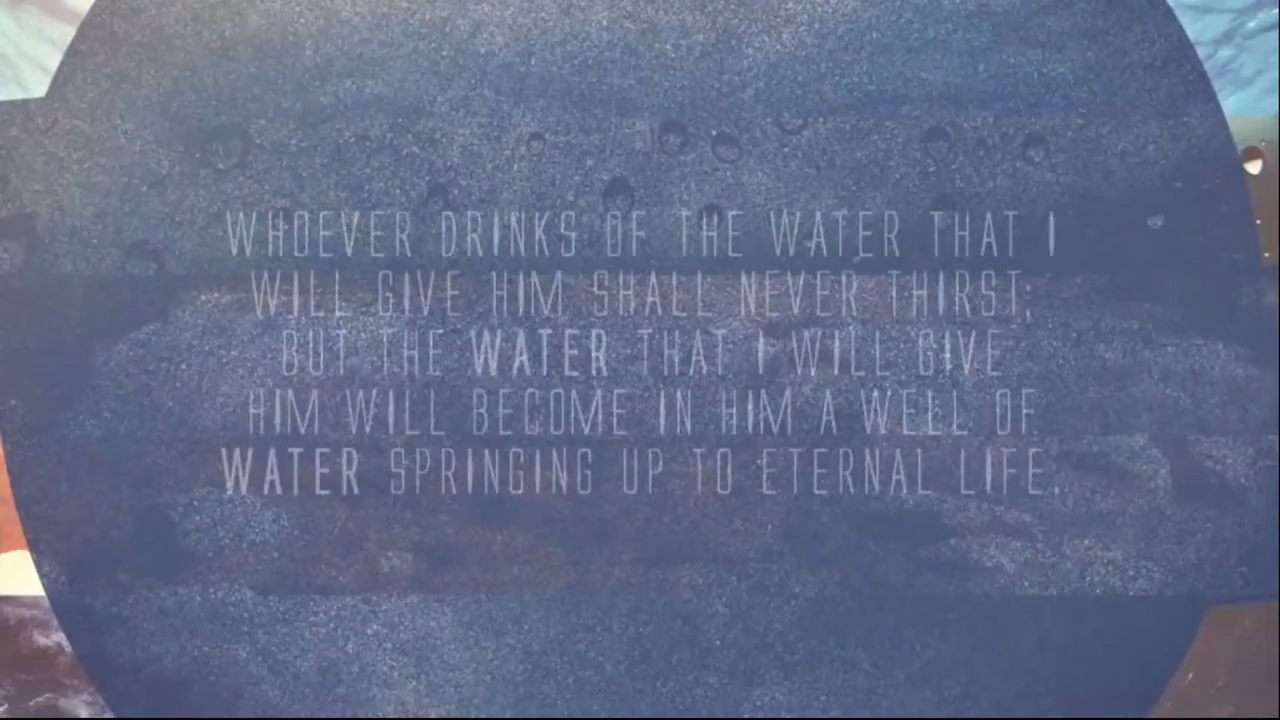 WHOEVER DRINKS OF THE WATER THAT I
WILL GIVE HIM SHALL NEVER THIRST;
BUT THE WATER THAT I WILL GIVE
HIM WILL BECOME IN HIM A WELL OF
WATER SPRINGING UP TO ETERNAL LIFE.